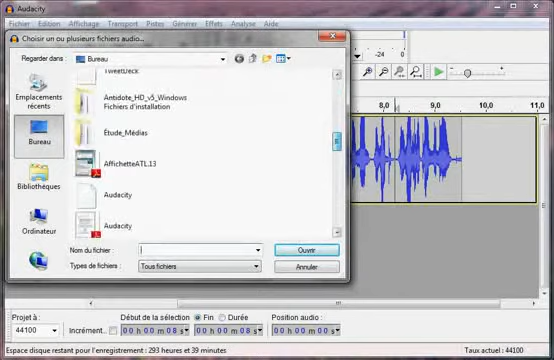 Audacity
Fichier Edition Affichage Transport Pistes Générer Effets Analyse Aide
Choisir un ou plusieurs fichiers audio...
Regarder dans : Bureau
-24 0
TweetDeck
Emplacements récents
Antidote_HD_v5_Windows
Fichiers d'installation
Étude_Médias
Bureau
AffichetteATL.13
Bibliothèques
Audacity
Ordinateur
Audacity
8,0 9,0 10,0 11,0
Nom du fichier : Ouvrir
Types de fichiers : Tous fichiers Annuler
Projet à : Début de la sélection Fin Durée Position audio :
44100 Incrément. 00 h 00 m 08 s 00 h 00 m 08 s 00 h 00 m 00 s
Espace disque restant pour l'enregistrement : 293 heures et 39 minutes Taux actuel : 44100